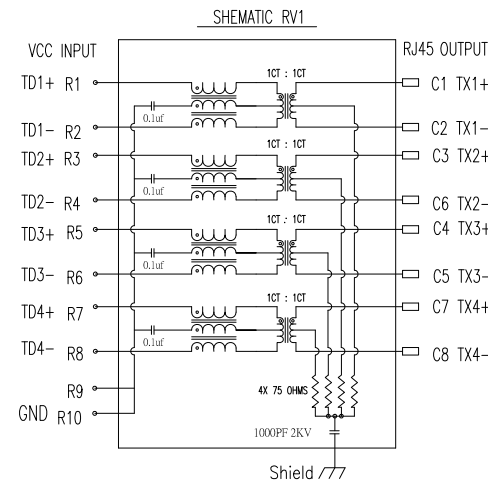 SHEMATIC RV1
VCC INPUT
RJ45 OUTPUT
TD1+ R1
1CT : 1CT
C1 TX1+
0.1uf
TD1- R2
C2 TX1-
TD2+ R3
1CT : 1CT
C3 TX2+
0.1uf
TD2- R4
C6 TX2-
TD3+ R5
1CT : 1CT
C4 TX3+
0.1uf
TD3- R6
C5 TX3-
TD4+ R7
1CT : 1CT
C7 TX4+
0.1uf
TD4- R8
C8 TX4-
R9
4X 75 OHMS
GND R10
1000PF 2KV
Shield